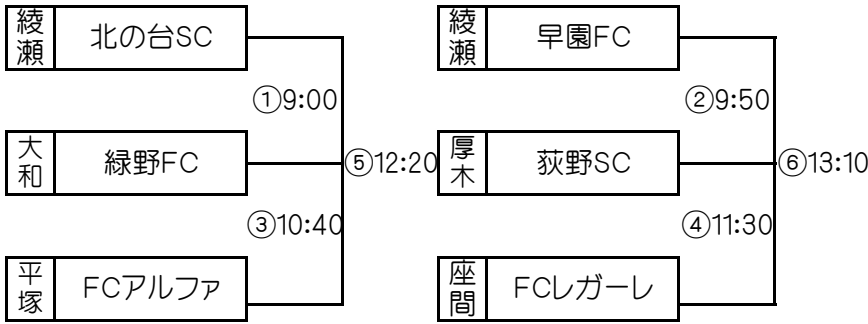 綾瀬 北の台SC
①9:00
大和 緑野FC
③10:40
平塚 FCアルファ
⑤12:20
綾瀬 早園FC
②9:50
厚木 荻野SC
④11:30
座間 FCレガーレ
⑥13:10